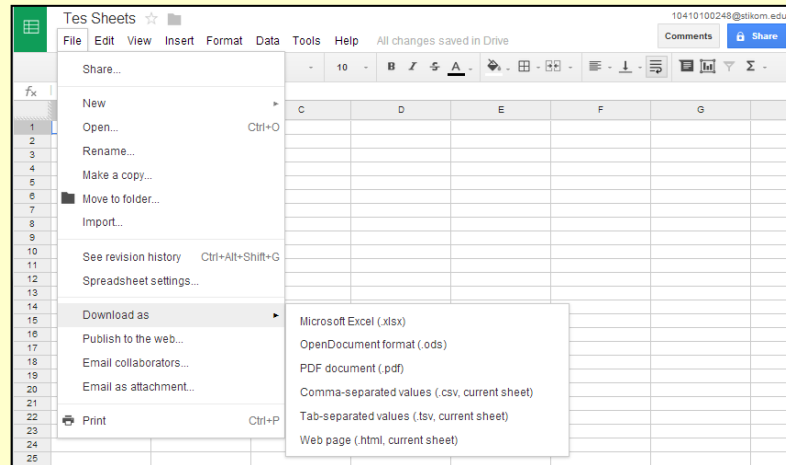 Tes Sheets
10410100248@stikom.edu
File Edit View Insert Format Data Tools Help All changes saved in Drive
Comments Share
10 B I S A Σ
fx
Share...
New
Open... Ctrl+O
Rename...
Make a copy...
Move to folder...
Import...
See revision history Ctrl+Alt+Shift+G
Spreadsheet settings...
Download as
Publish to the web...
Email collaborators...
Email as attachment...
Print Ctrl+P
Microsoft Excel (.xlsx)
OpenDocument format (.ods)
PDF document (.pdf)
Comma-separated values (.csv, current sheet)
Tab-separated values (.tsv, current sheet)
Web page (.html, current sheet)
C D E F G
1
2
3
4
5
6
7
8
9
10
11
12
13
14
15
16
17
18
19
20
21
22
23
24
25